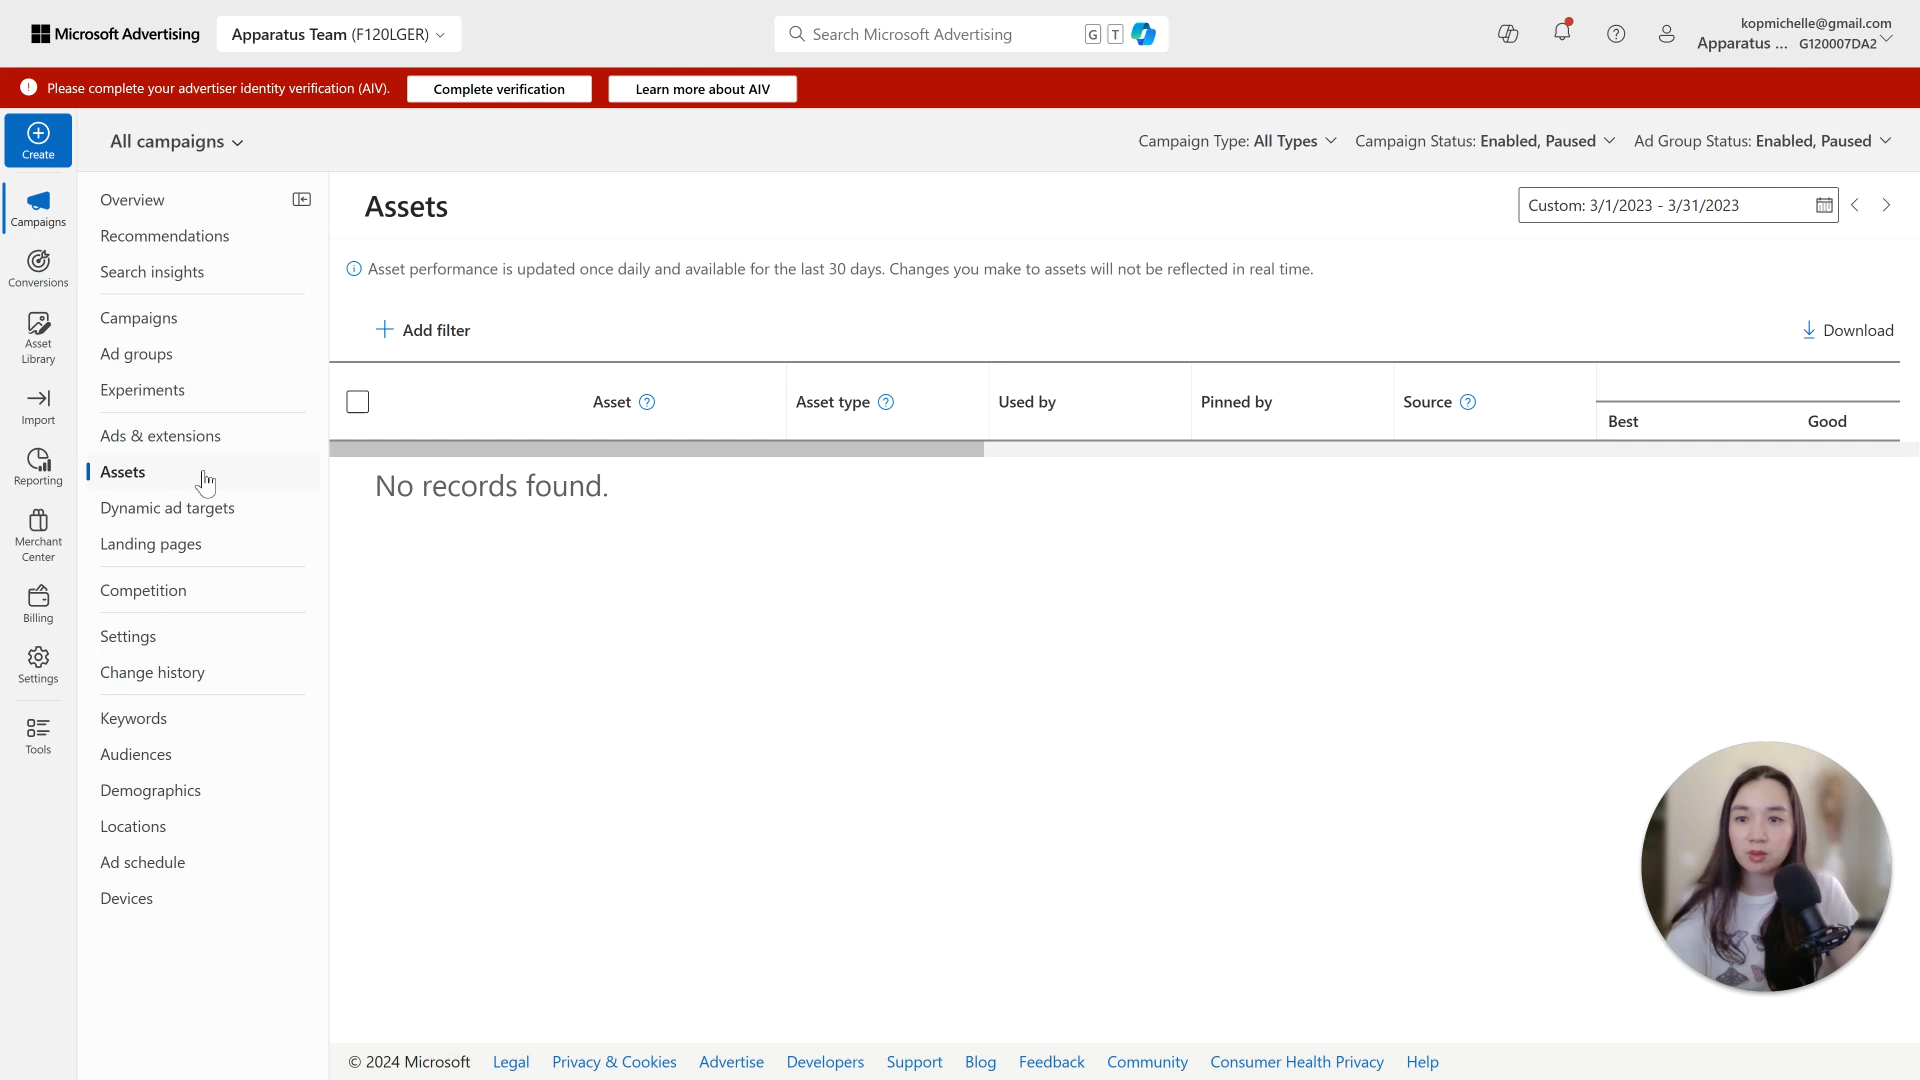 Microsoft Advertising
Apparatus Team (F120LGER)
Search Microsoft Advertising
G T
kopmichelle@gmail.com
Apparatus ... G120007DA2
Please complete your advertiser identity verification (AIV).
Complete verification
Learn more about AIV
Create
Campaigns
Conversions
Asset
Library
Import
Reporting
Merchant
Center
Billing
Settings
Tools
All campaigns
Campaign Type: All Types
Campaign Status: Enabled, Paused
Ad Group Status: Enabled, Paused
Overview
Recommendations
Search insights
Campaigns
Ad groups
Experiments
Ads & extensions
Assets
Dynamic ad targets
Landing pages
Competition
Settings
Change history
Keywords
Audiences
Demographics
Locations
Ad schedule
Devices
Assets
Custom: 3/1/2023 - 3/31/2023
Asset performance is updated once daily and available for the last 30 days. Changes you make to assets will not be reflected in real time.
Add filter
Download
Asset
Asset type
Used by
Pinned by
Source
Best
Good
No records found.
© 2024 Microsoft Legal Privacy & Cookies Advertise Developers Support Blog Feedback Community Consumer Health Privacy Help